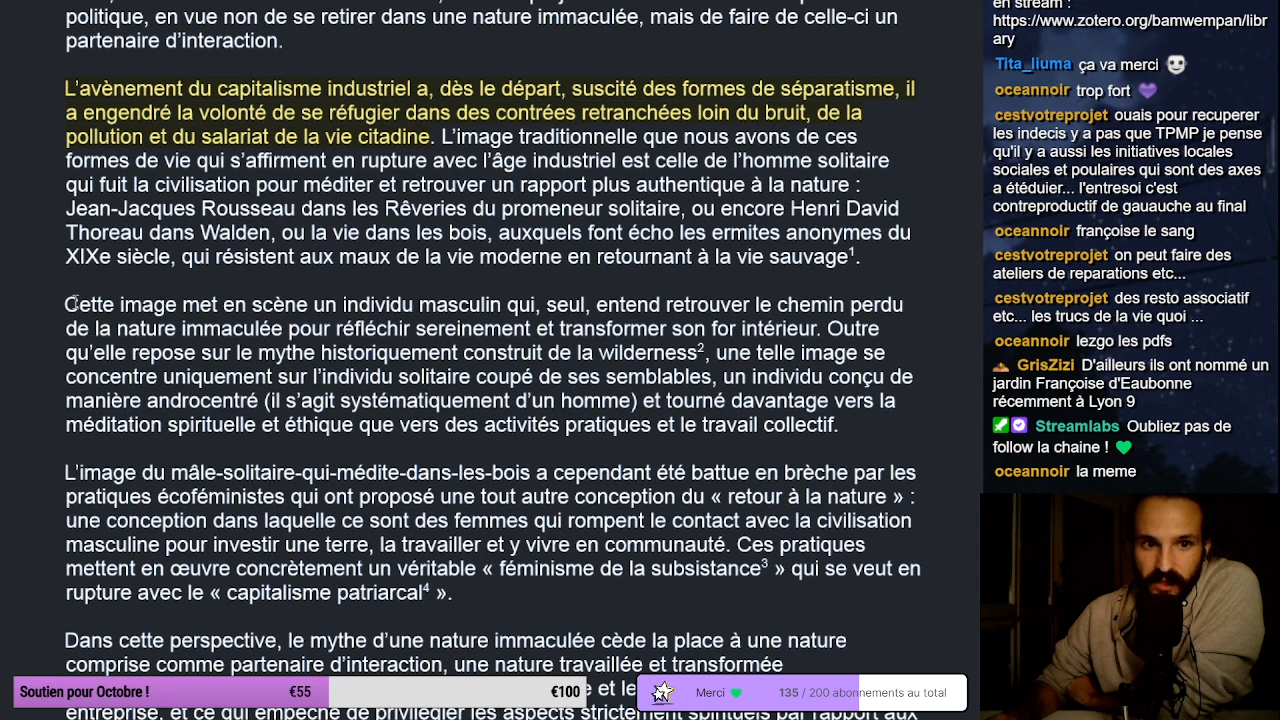 politique, en vue non de se retirer dans une nature immaculée, mais de faire de celle-ci un
partenaire d'interaction.
L'avènement du capitalisme industriel a, dès le départ, suscité des formes de séparatisme, il
a engendré la volonté de se réfugier dans des contrées retranchées loin du bruit, de la
pollution et du salariat de la vie citadine. L'image traditionnelle que nous avons de ces
formes de vie qui s'affirment en rupture avec l'âge industriel est celle de l'homme solitaire
qui fuit la civilisation pour méditer et retrouver un rapport plus authentique à la nature :
Jean-Jacques Rousseau dans les Rêveries du promeneur solitaire, ou encore Henri David
Thoreau dans Walden, ou la vie dans les bois, auxquels font écho les ermites anonymes du
XIXe siècle, qui résistent aux maux de la vie moderne en retournant à la vie sauvage¹.
Cette image met en scène un individu masculin qui, seul, entend retrouver le chemin perdu
de la nature immaculée pour réfléchir sereinement et transformer son for intérieur. Outre
qu'elle repose sur le mythe historiquement construit de la wilderness², une telle image se
concentre uniquement sur l'individu solitaire coupé de ses semblables, un individu conçu de
manière androcentré (il s'agit systématiquement d'un homme) et tourné davantage vers la
méditation spirituelle et éthique que vers des activités pratiques et le travail collectif.
L'image du mâle-solitaire-qui-médite-dans-les-bois a cependant été battue en brèche par les
pratiques écoféministes qui ont proposé une tout autre conception du « retour à la nature » :
une conception dans laquelle ce sont des femmes qui rompent le contact avec la civilisation
masculine pour investir une terre, la travailler et y vivre en communauté. Ces pratiques
mettent en œuvre concrètement un véritable « féminisme de la subsistance³ » qui se veut en
rupture avec le « capitalisme patriarcal⁴ ».
Dans cette perspective, le mythe d'une nature immaculée cède la place à une nature
comprise comme partenaire d'interaction, une nature travaillée et transformée
e et le
entreprise, et ce qui empêche de privilégier les aspects strictement spirituels par rapport aux
Soutien pour Octobre ! €55 €100
Merci 135 / 200 abonnements au total
en stream :
https://www.zotero.org/bamwempan/libr
ary
Tita_liuma ça va merci
oceannoir trop fort
cestvotreprojet ouais pour recuperer
les indecis y a pas que TPMP je pense
qu'il y a aussi les initiatives locales
sociales et poulaires qui sont des axes
a étéduier... l'entresoi c'est
contreproductif de gauauche au final
oceannoir françoise le sang
cestvotreprojet on peut faire des
ateliers de reparations etc...
cestvotreprojet des resto associatif
etc... les trucs de la vie quoi ...
oceannoir lezgo les pdfs
GrisZizi D'ailleurs ils ont nommé un
jardin Françoise d'Eaubonne
récemment à Lyon 9
Streamlabs Oubliez pas de
follow la chaine !
oceannoir la meme